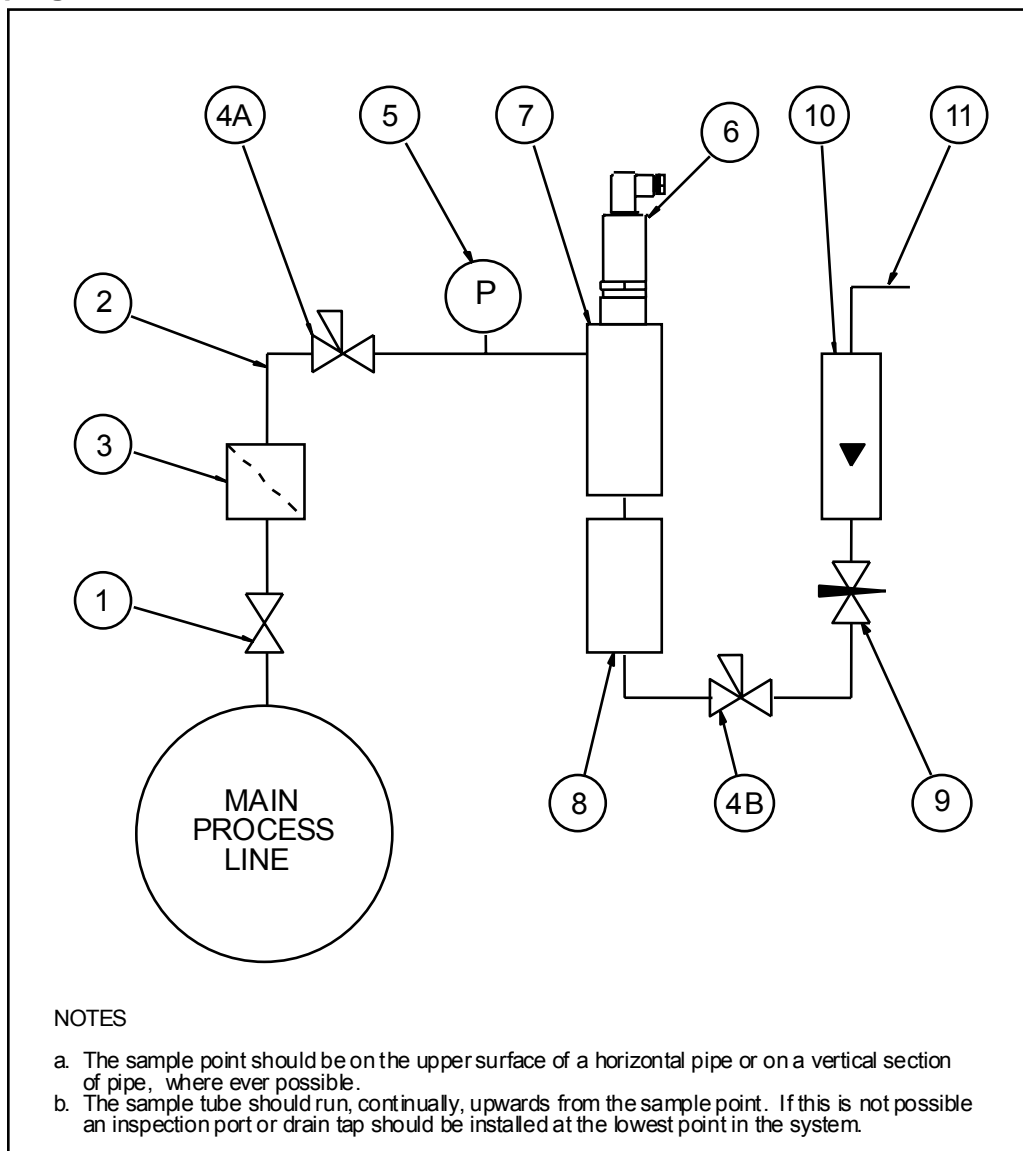 4A
5
7
6
10
11
P
2
3
1
MAIN
PROCESS
LINE
8
4B
9
NOTES
a. The sample point should be on the upper surface of a horizontal pipe or on a vertical section
of pipe, where ever possible.
b. The sample tube should run, continually, upwards from the sample point. If this is not possible
an inspection port or drain tap should be installed at the lowest point in the system.